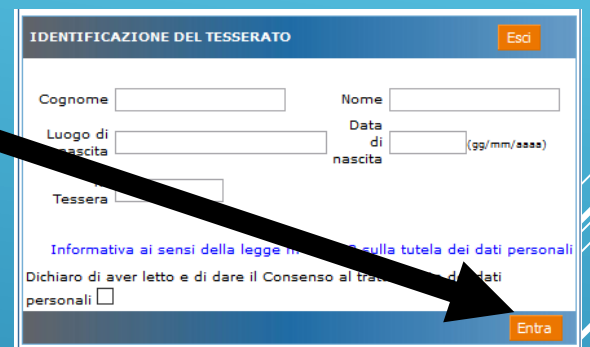 IDENTIFICAZIONE DEL TESSERATO Esci
Cognome Nome
Luogo di nascita Data di nascita (gg/mm/aaaa)
Tessera
Informativa ai sensi della legge sulla tutela dei dati personali
Dichiaro di aver letto e di dare il Consenso al dati
personali
Entra